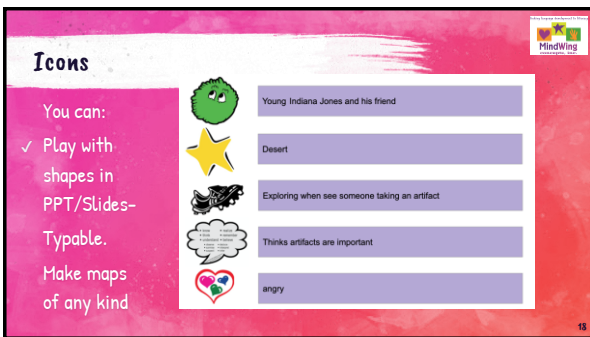 Icons
MindWing
You can:
✓ Play with
shapes in
PPT/Slides-
Typable.
Make maps
of any kind
Young Indiana Jones and his friend
Desert
Exploring when see someone taking an artifact
Thinks artifacts are important
angry
18